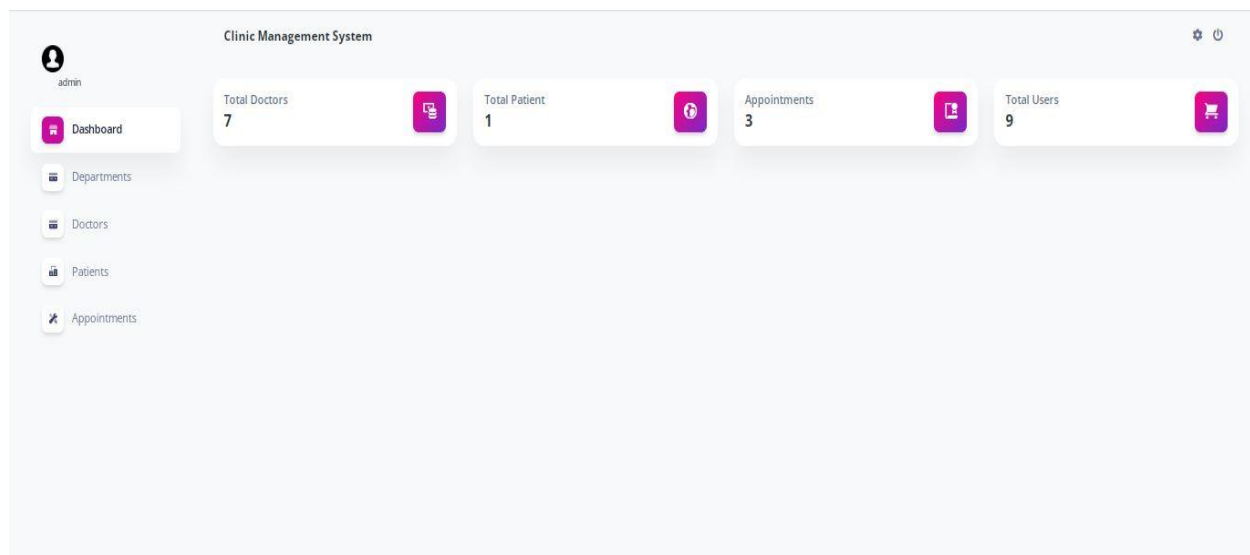 Clinic Management System
admin
Dashboard
Departments
Doctors
Patients
Appointments
Total Doctors
7
Total Patient
1
Appointments
3
Total Users
9